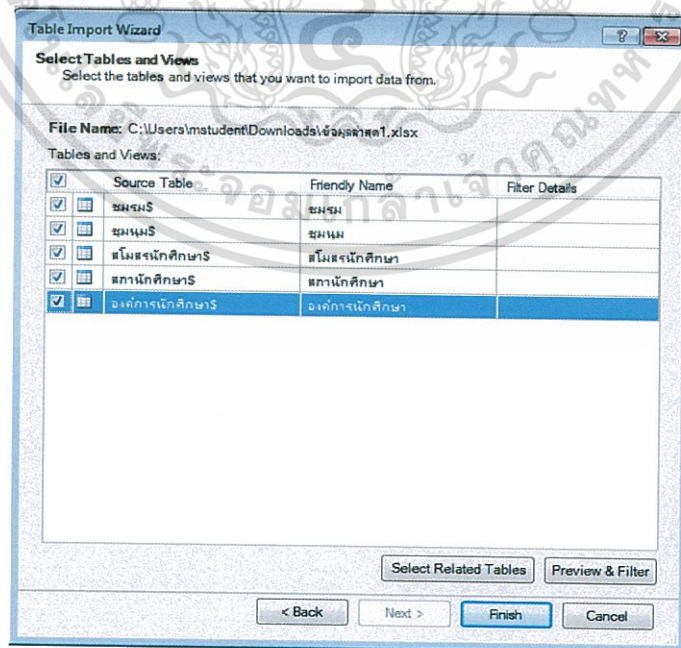 Table Import Wizard
Select Tables and Views
Select the tables and views that you want to import data from.
File Name: C:\Users\mstudent\Downloads\ข้อมูลล่าสุด1.xlsx
Tables and Views:
Source Table Friendly Name Filter Details
ชมรม$ ชมรม
ชุมนุม$ ชุมนุม
สโมสรนักศึกษา$ สโมสรนักศึกษา
สภานักศึกษา$ สภานักศึกษา
องค์การนักศึกษา$ องค์การนักศึกษา
Select Related Tables Preview & Filter
< Back Next > Finish Cancel